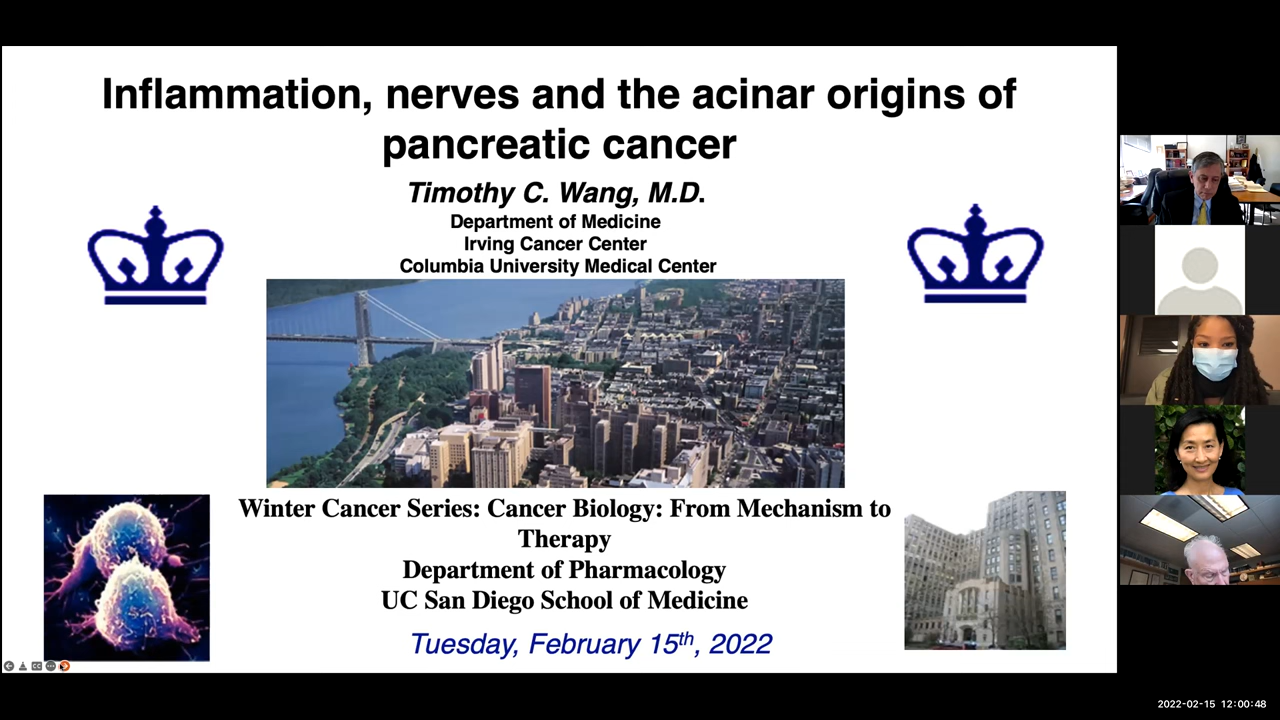 Inflammation, nerves and the acinar origins of
pancreatic cancer
Timothy C. Wang, M.D.
Department of Medicine
Irving Cancer Center
Columbia University Medical Center
Winter Cancer Series: Cancer Biology: From Mechanism to
Therapy
Department of Pharmacology
UC San Diego School of Medicine
Tuesday, February 15th, 2022
2022-02-15 12:00:48